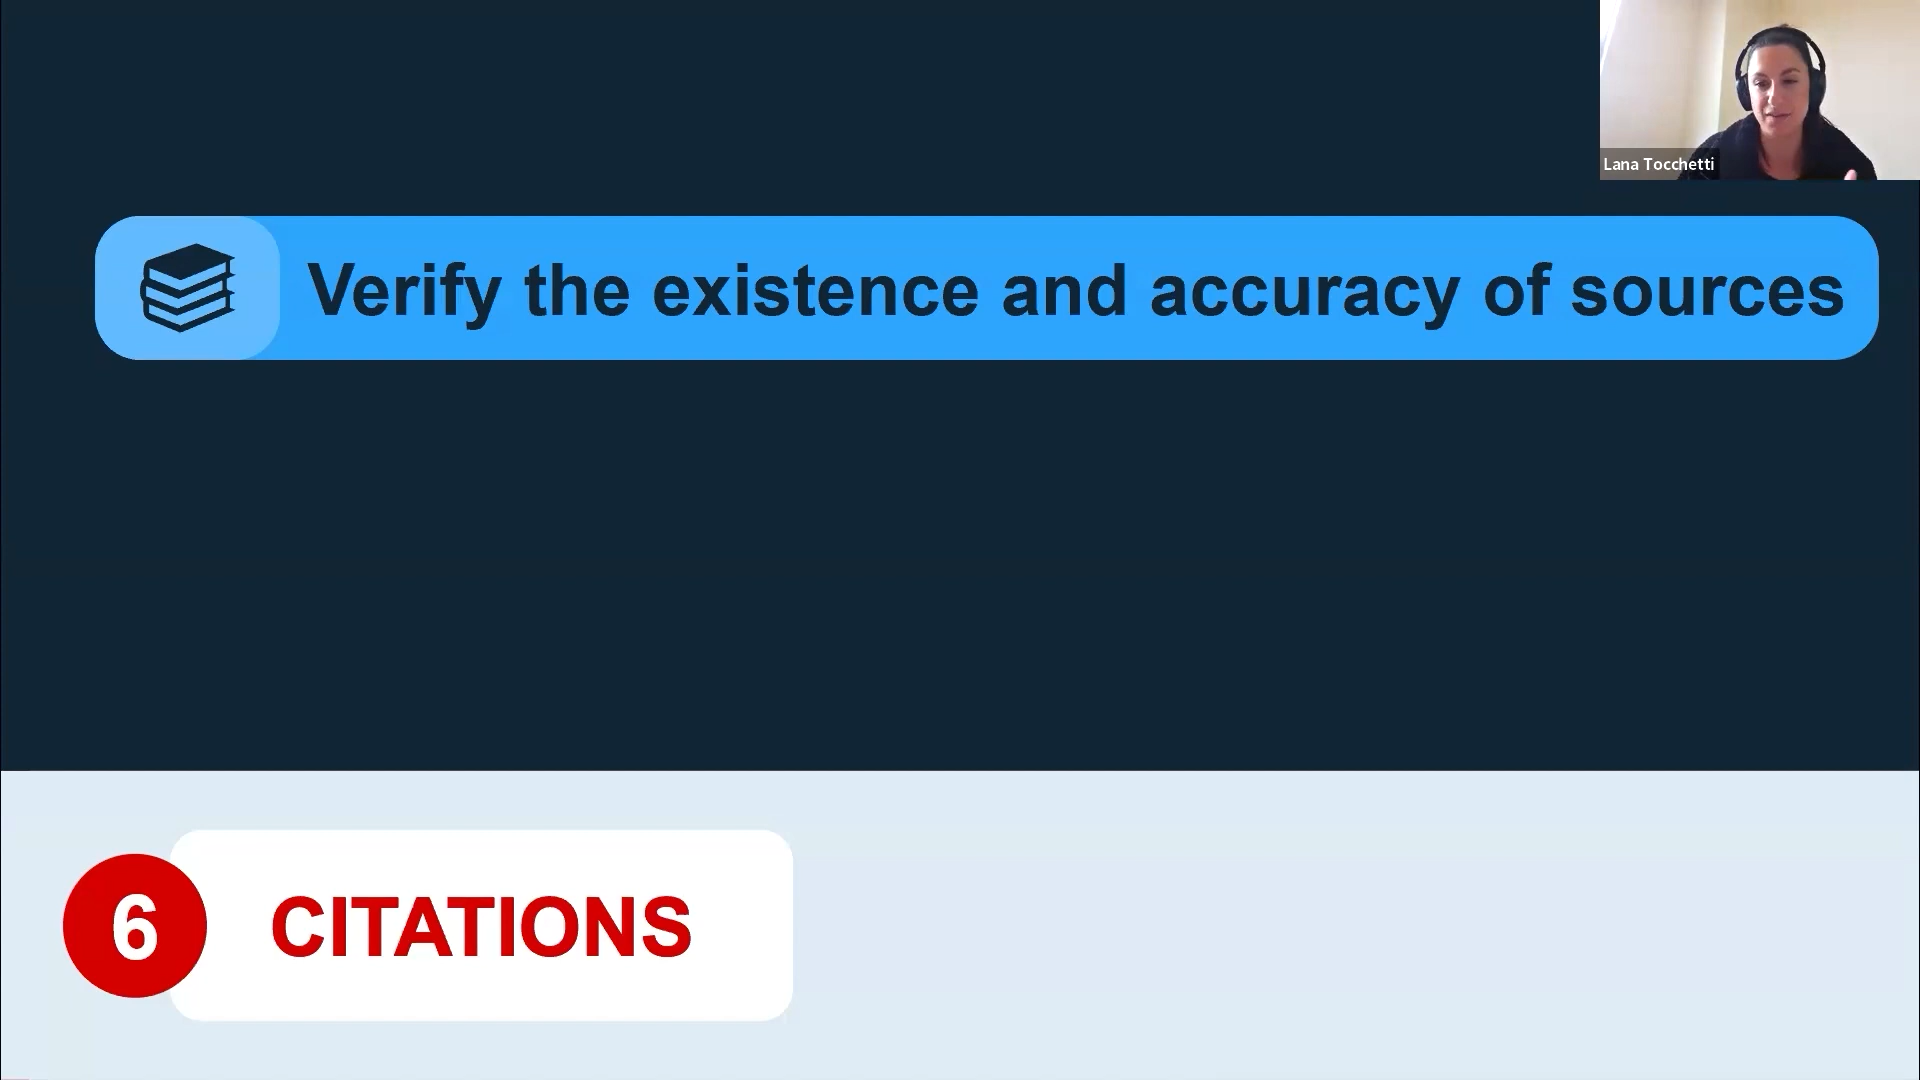 Lana Tocchetti
Verify the existence and accuracy of sources
6
CITATIONS